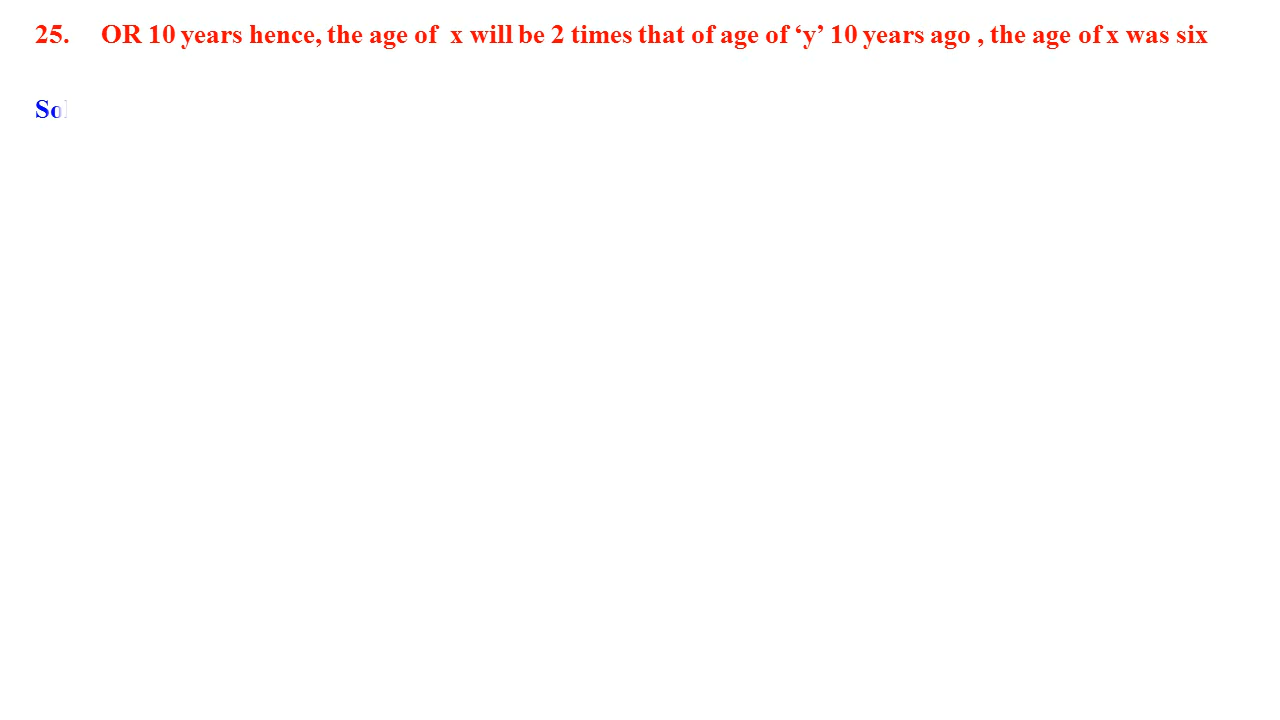 25. OR 10 years hence, the age of x will be 2 times that of age of ‘y’ 10 years ago , the age of x was six
So